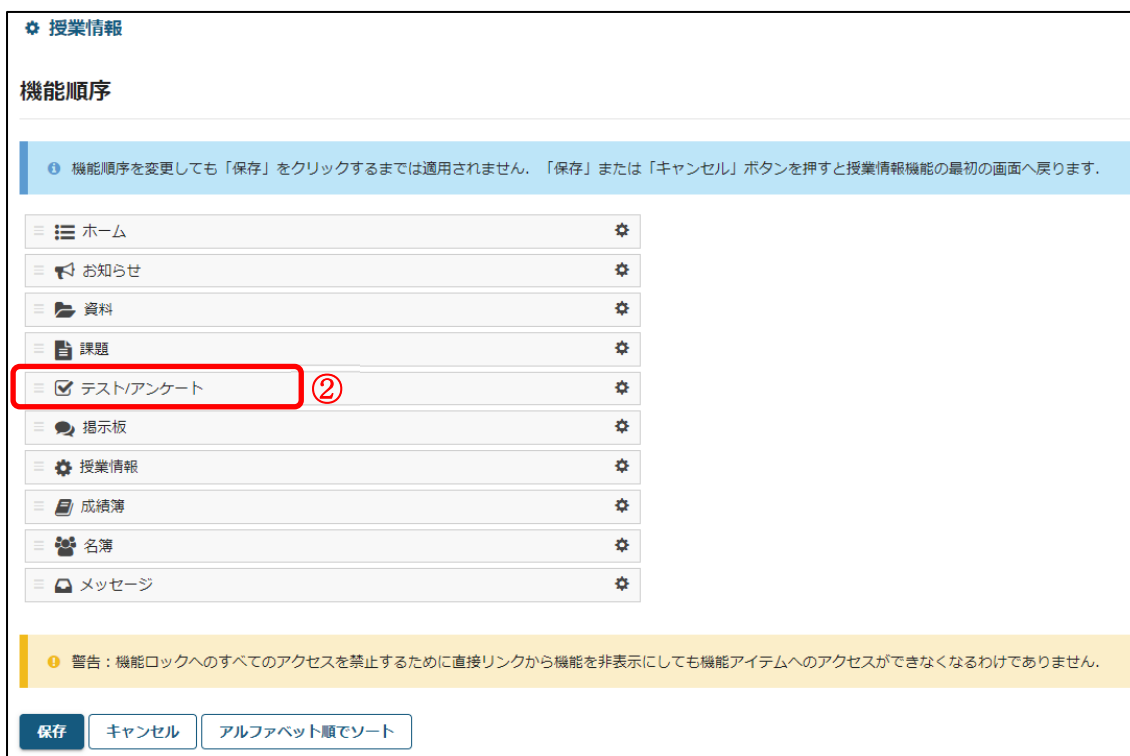 授業情報
機能順序
機能順序を変更しても「保存」をクリックするまでは適用されません．「保存」または「キャンセル」ボタンを押すと授業情報機能の最初の画面へ戻ります．
ホーム
お知らせ
資料
課題
テスト/アンケート ②
掲示板
授業情報
成績簿
名簿
メッセージ
警告：機能ロックへのすべてのアクセスを禁止するために直接リンクから機能を非表示にしても機能アイテムへのアクセスができなくなるわけでありません．
保存 キャンセル アルファベット順でソート